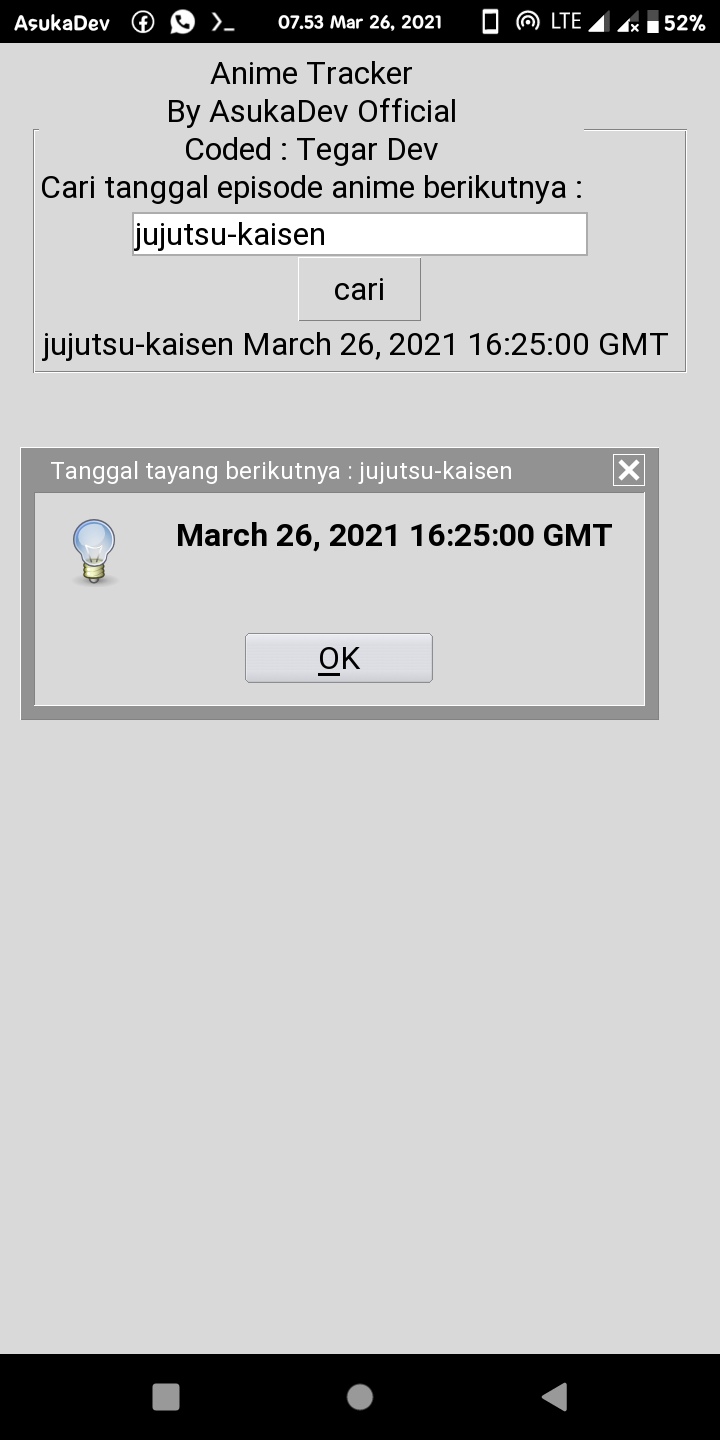 AsukaDev 07.53 Mar 26, 2021 LTE 52%
Anime Tracker
By AsukaDev Official
Coded : Tegar Dev
Cari tanggal episode anime berikutnya :
jujutsu-kaisen
cari
jujutsu-kaisen March 26, 2021 16:25:00 GMT
Tanggal tayang berikutnya : jujutsu-kaisen
March 26, 2021 16:25:00 GMT
OK